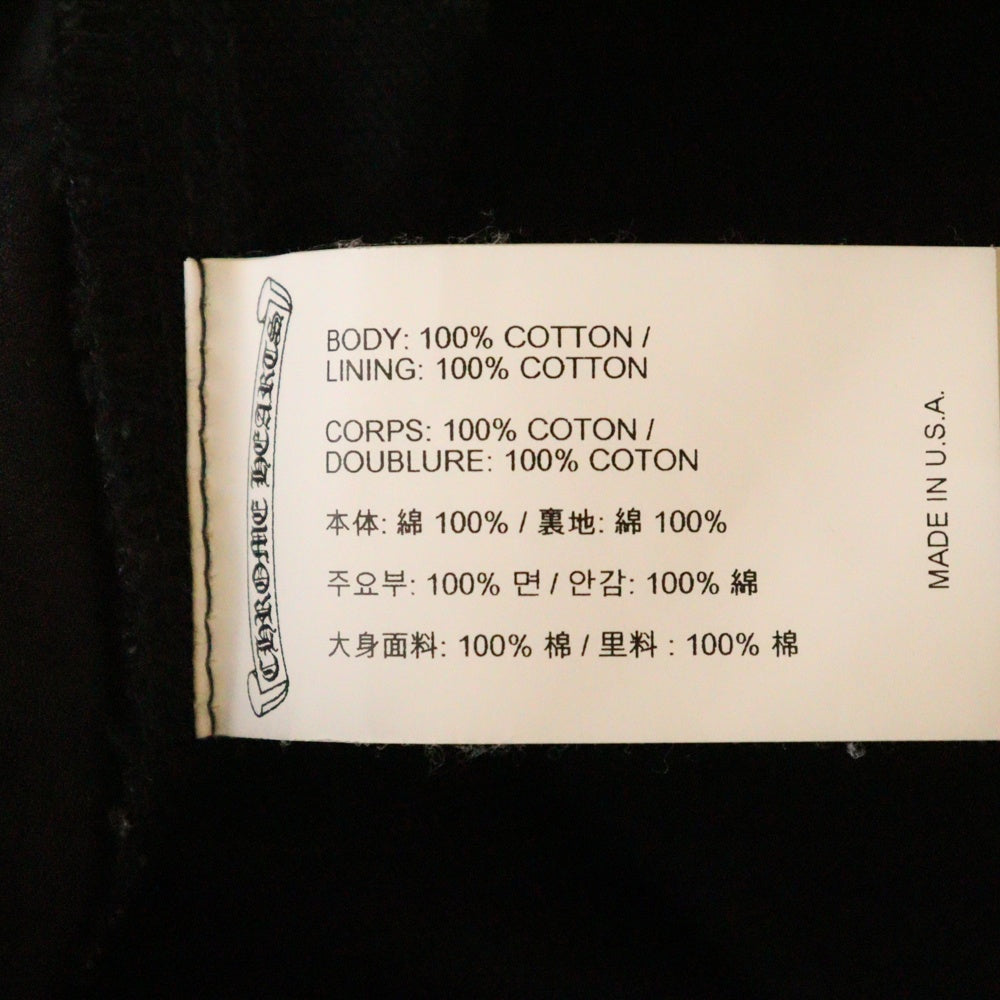 CHROME HEARTS
BODY: 100% COTTON /
LINING: 100% COTTON
CORPS: 100% COTON /
DOUBLURE: 100% COTON
本体: 綿 100% / 裏地: 綿 100%
주요부: 100% 면 / 안감: 100% 綿
大身面料: 100% 棉 / 里料 : 100% 棉
MADE IN U.S.A.